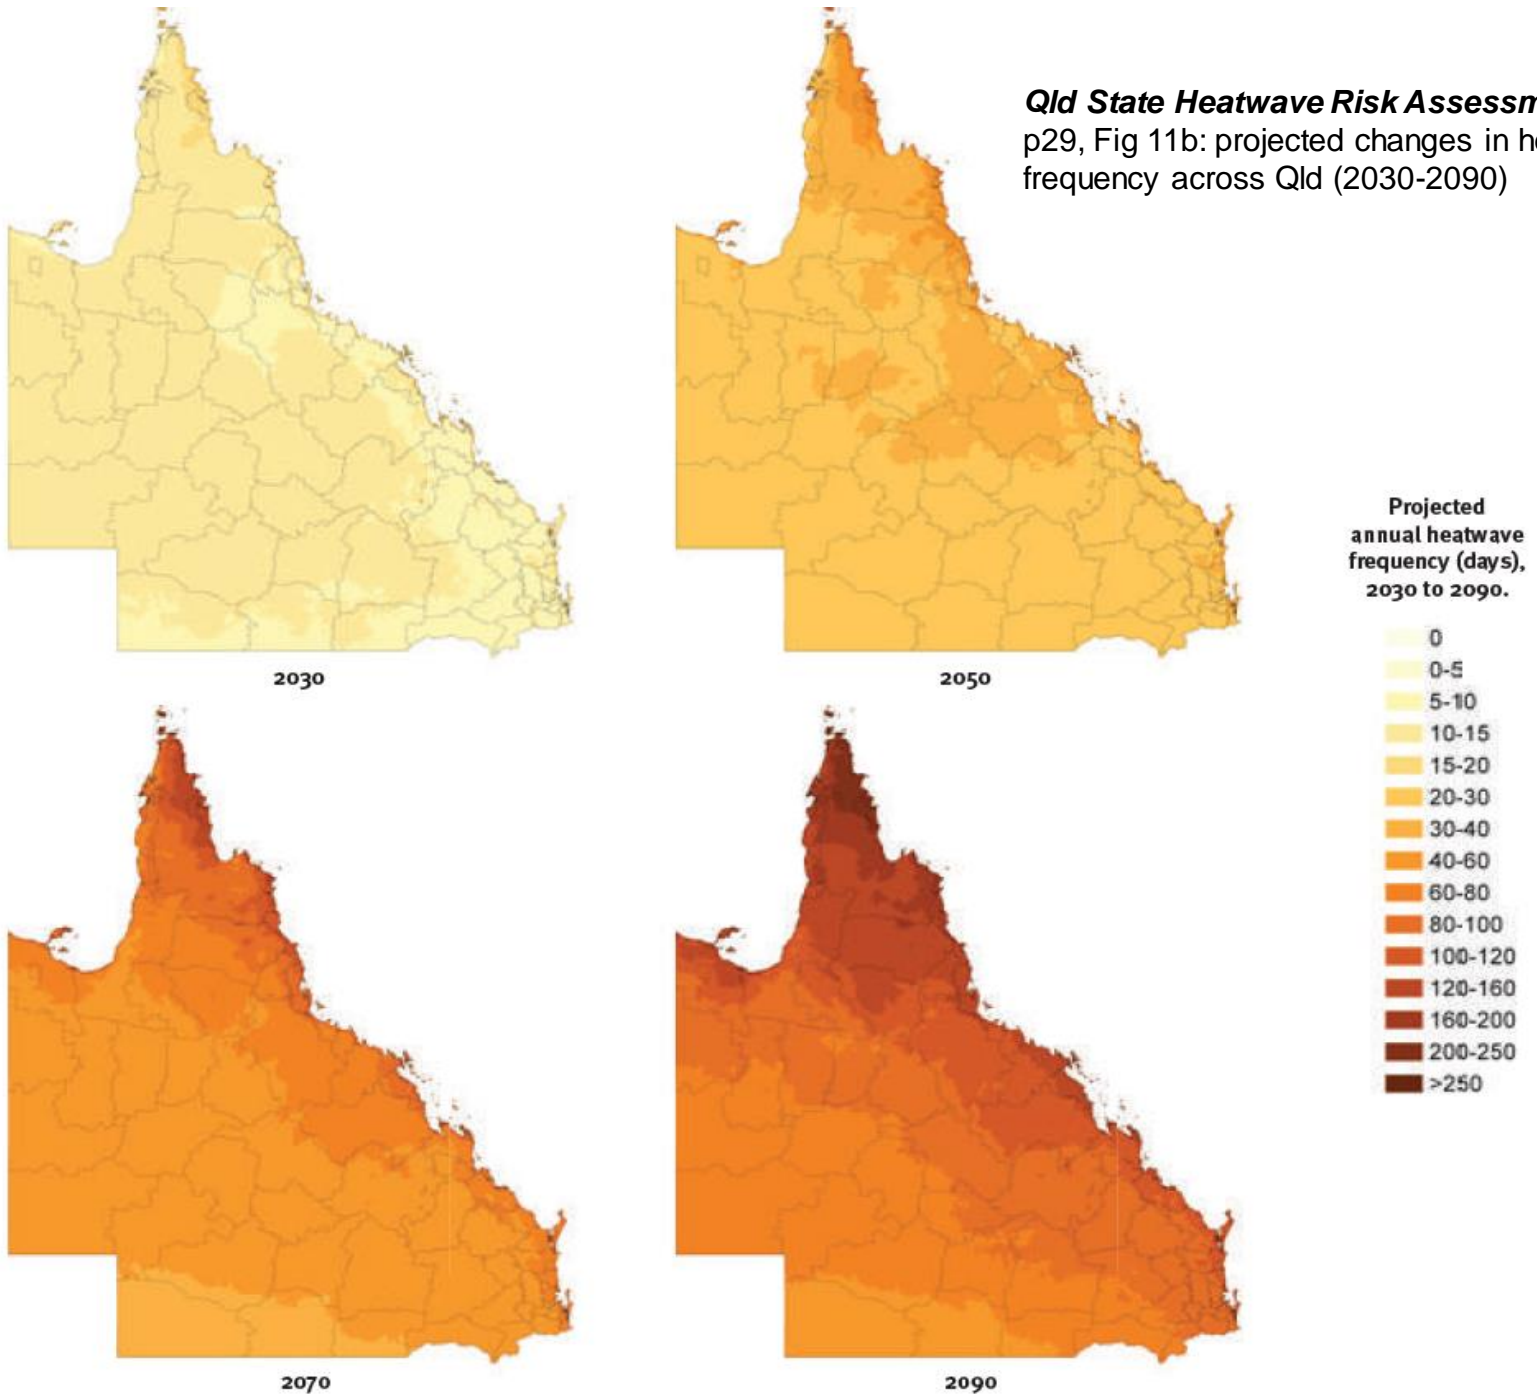 Qld State Heatwave Risk Assessm
p29, Fig 11b: projected changes in he
frequency across Qld (2030-2090)
2030
2050
Projected
annual heatwave
frequency (days),
2030 to 2090.
0
0-5
5-10
10-15
15-20
20-30
30-40
40-60
60-80
80-100
100-120
120-160
160-200
200-250
>250
2070
2090